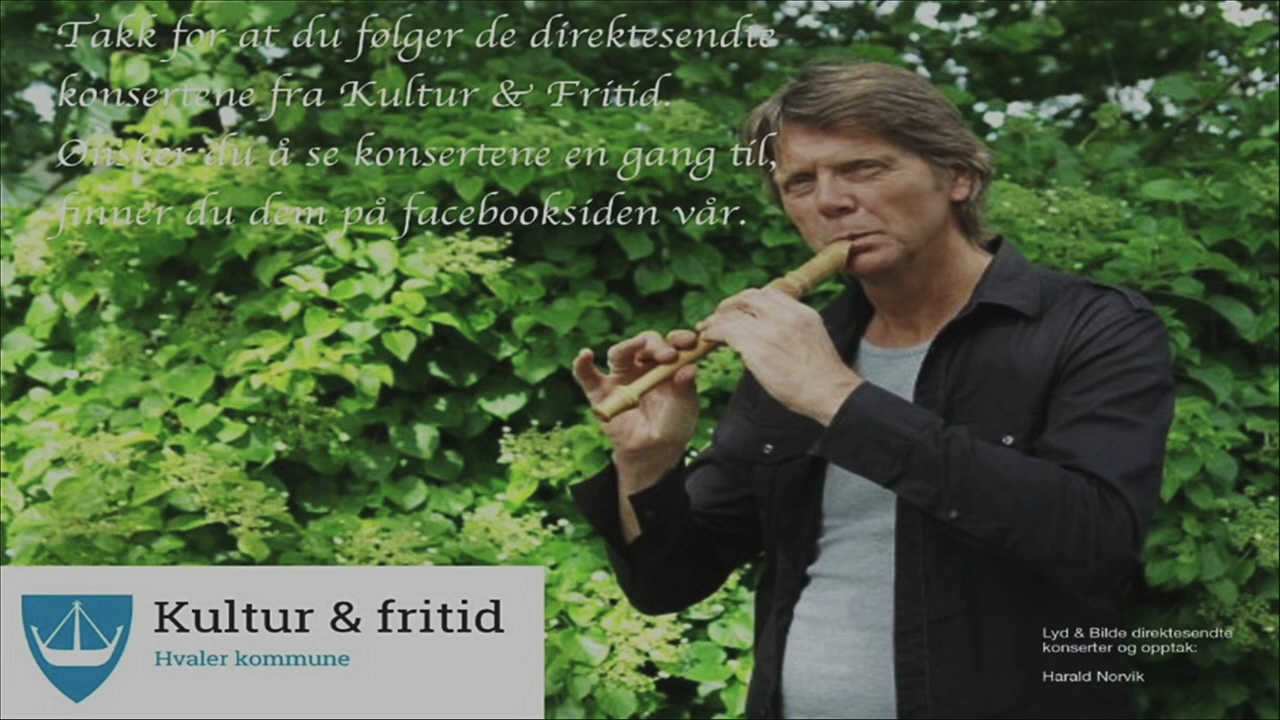 Takk for at du følger de direktesendte
konsertene fra Kultur & Fritid.
Ønsker du å se konsertene en gang til,
finner du dem på facebooksiden vår.
Kultur & fritid
Hvaler kommune
Lyd & Bilde direktesendte
konserter og opptak:
Harald Norvik